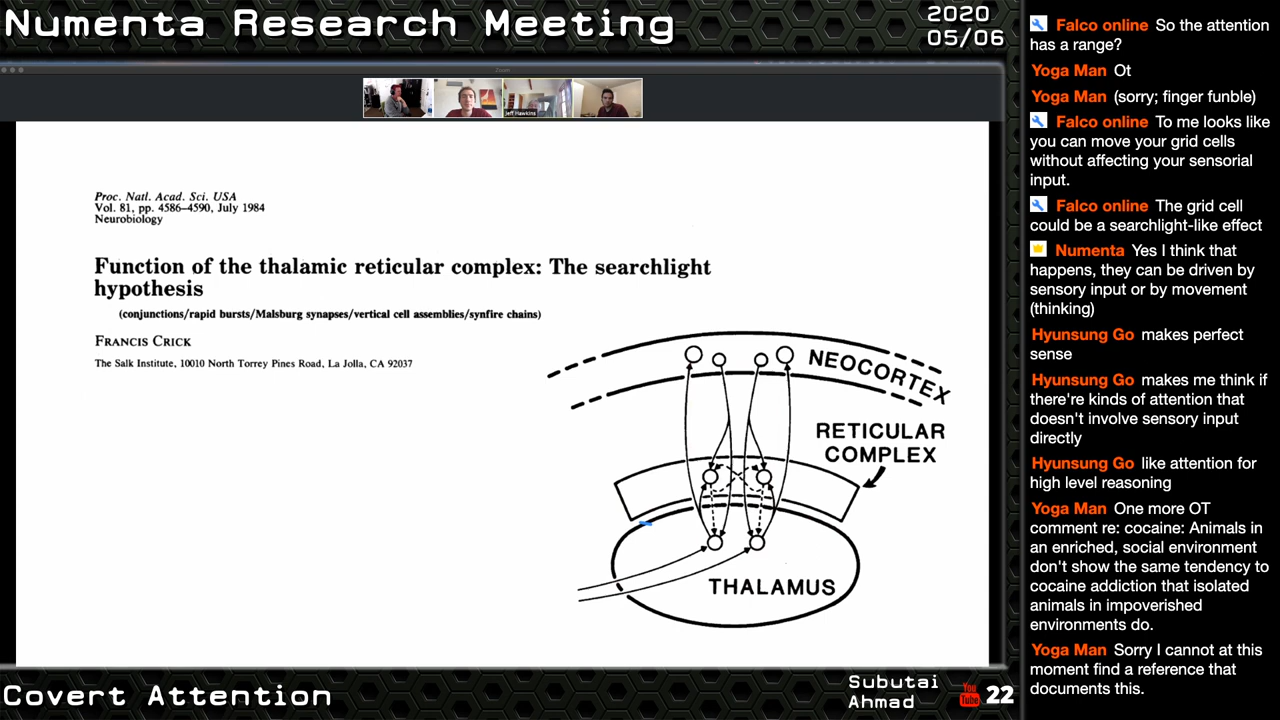 Numenta Research Meeting
2020
05/06
Zoom
Jeff Hawkins
Proc. Natl. Acad. Sci. USA
Vol. 81, pp. 4586–4590, July 1984
Neurobiology
Function of the thalamic reticular complex: The searchlight
hypothesis
(conjunctions/rapid bursts/Malsburg synapses/vertical cell assemblies/synfire chains)
FRANCIS CRICK
The Salk Institute, 10010 North Torrey Pines Road, La Jolla, CA 92037
NEOCORTEX
RETICULAR
COMPLEX
THALAMUS
Covert Attention
Subutai
Ahmad
You
Tube
22
Falco online So the attention
has a range?
Yoga Man Ot
Yoga Man (sorry; finger funble)
Falco online To me looks like
you can move your grid cells
without affecting your sensorial
input.
Falco online The grid cell
could be a searchlight-like effect
Numenta Yes I think that
happens, they can be driven by
sensory input or by movement
(thinking)
Hyunsung Go makes perfect
sense
Hyunsung Go makes me think if
there're kinds of attention that
doesn't involve sensory input
directly
Hyunsung Go like attention for
high level reasoning
Yoga Man One more OT
comment re: cocaine: Animals in
an enriched, social environment
don't show the same tendency to
cocaine addiction that isolated
animals in impoverished
environments do.
Yoga Man Sorry I cannot at this
moment find a reference that
documents this.